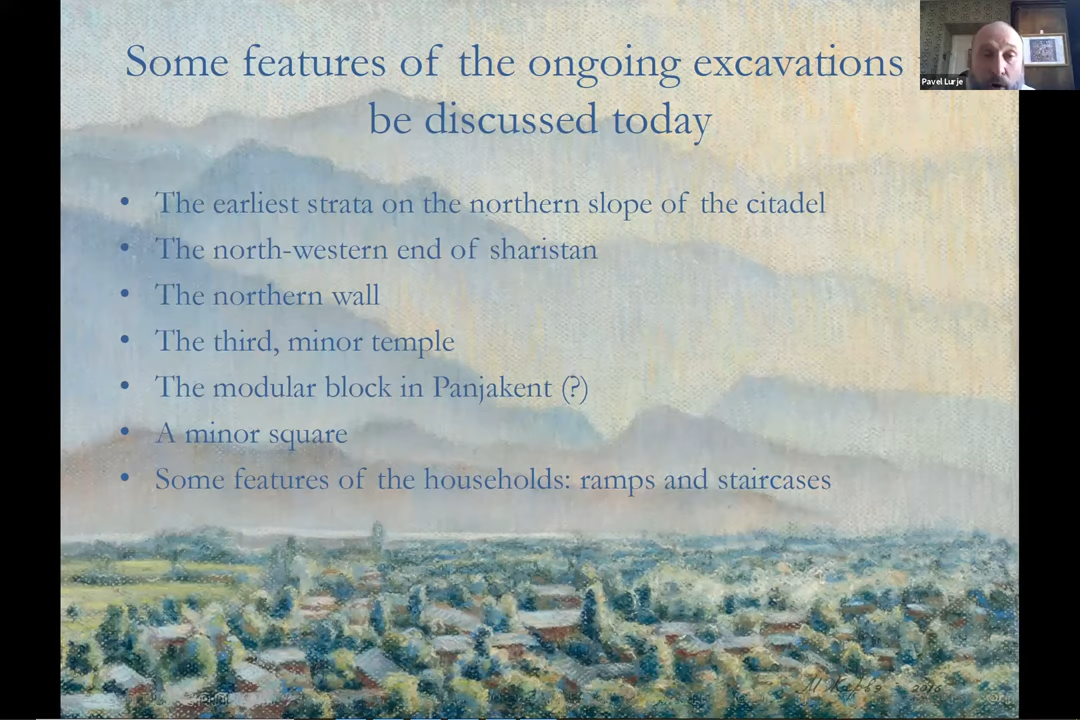 Some features of the ongoing excavations
be discussed today
Pavel Lurje
• The earliest strata on the northern slope of the citadel
• The north-western end of sharistan
• The northern wall
• The third, minor temple
• The modular block in Panjakent (?)
• A minor square
• Some features of the households: ramps and staircases